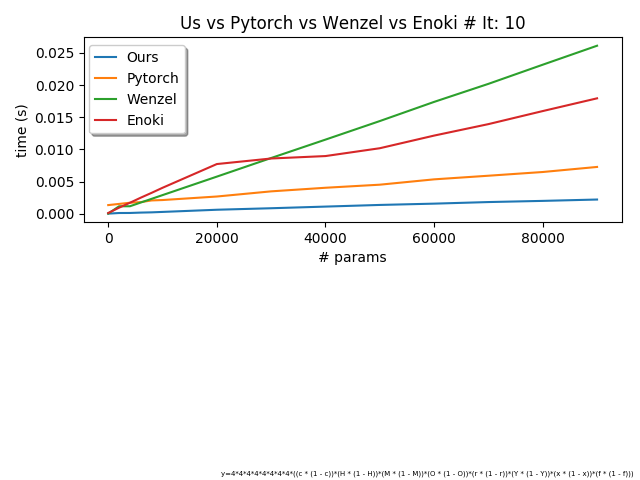 Us vs Pytorch vs Wenzel vs Enoki # It: 10
Ours
Pytorch
Wenzel
Enoki
time (s)
0.025
0.020
0.015
0.010
0.005
0.000
0
20000
40000
60000
80000
# params
y=4*4*4*4*4*4*4*4*((c * (1 - c))*(H * (1 - H))*(M * (1 - M))*(O * (1 - O))*(r * (1 - r))*(Y * (1 - Y))*(x * (1 - x))*(f * (1 - f)))